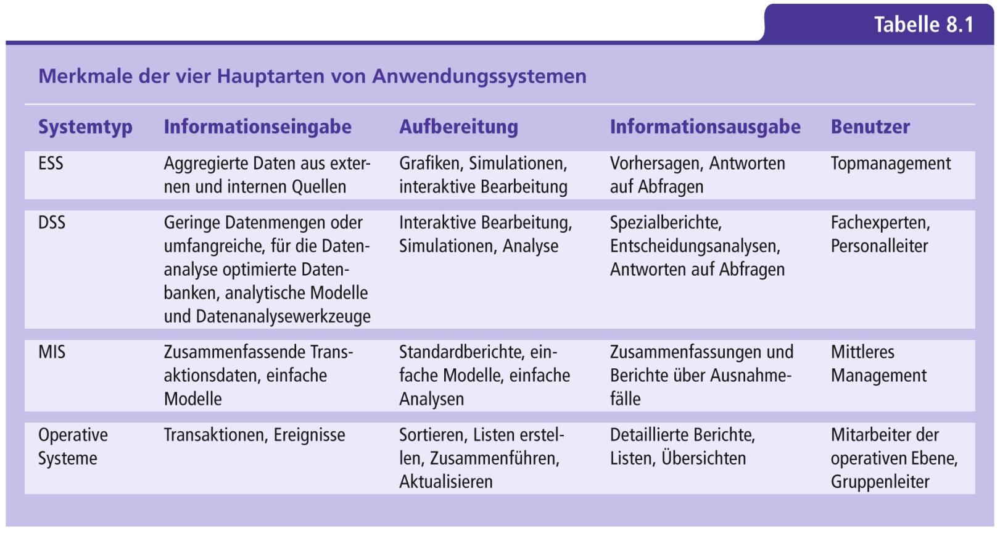 Tabelle 8.1
Merkmale der vier Hauptarten von Anwendungssystemen
Systemtyp Informationseingabe Aufbereitung Informationsausgabe Benutzer
ESS Aggregierte Daten aus exter- Grafiken, Simulationen, Vorhersagen, Antworten Topmanagement
nen und internen Quellen interaktive Bearbeitung auf Abfragen
DSS Geringe Datenmengen oder Interaktive Bearbeitung, Spezialberichte, Fachexperten,
umfangreiche, für die Daten- Simulationen, Analyse Entscheidungsanalysen, Personalleiter
analyse optimierte Daten- Antworten auf Abfragen
banken, analytische Modelle
und Datenanalysewerkzeuge
MIS Zusammenfassende Trans- Standardberichte, ein- Zusammenfassungen und Mittleres
aktionsdaten, einfache fache Modelle, einfache Berichte über Ausnahme- Management
Modelle Analysen fälle
Operative Transaktionen, Ereignisse Sortieren, Listen erstel- Detaillierte Berichte, Mitarbeiter der
Systeme len, Zusammenführen, Listen, Übersichten operativen Ebene,
Aktualisieren Gruppenleiter